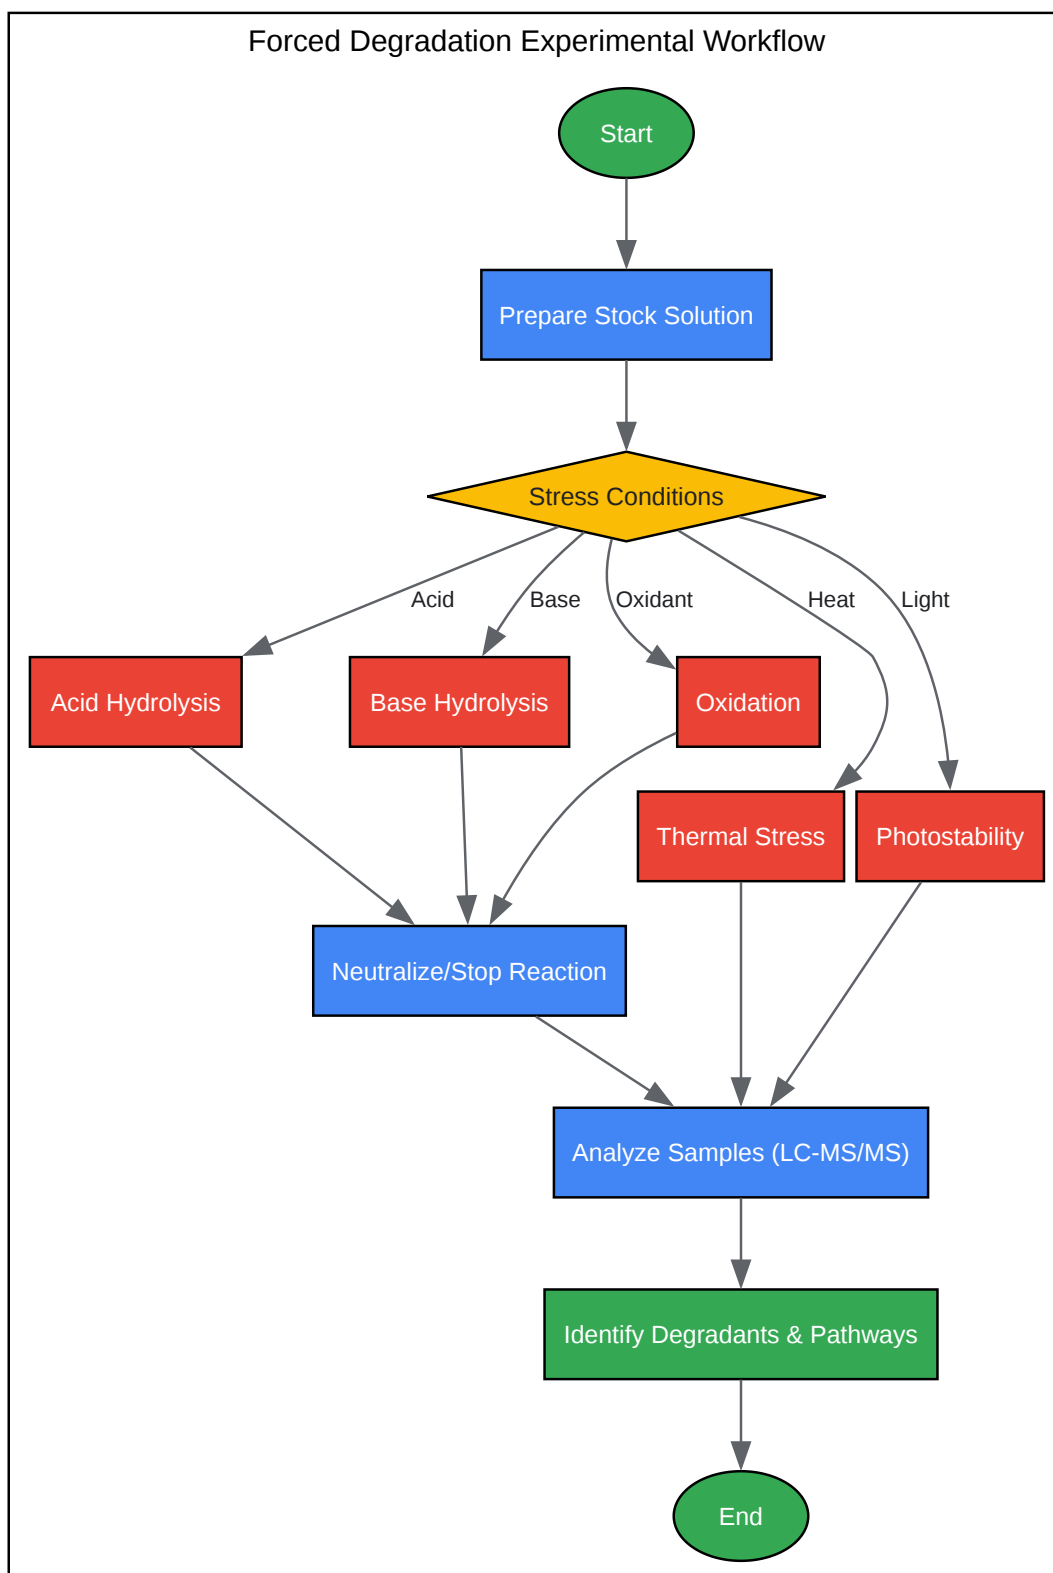 Forced Degradation Experimental Workflow
Start
Prepare Stock Solution
Stress Conditions
Acid
Base
Oxidant
Heat
Light
Acid Hydrolysis
Base Hydrolysis
Oxidation
Thermal Stress
Photostability
Neutralize/Stop Reaction
Analyze Samples (LC-MS/MS)
Identify Degradants & Pathways
End